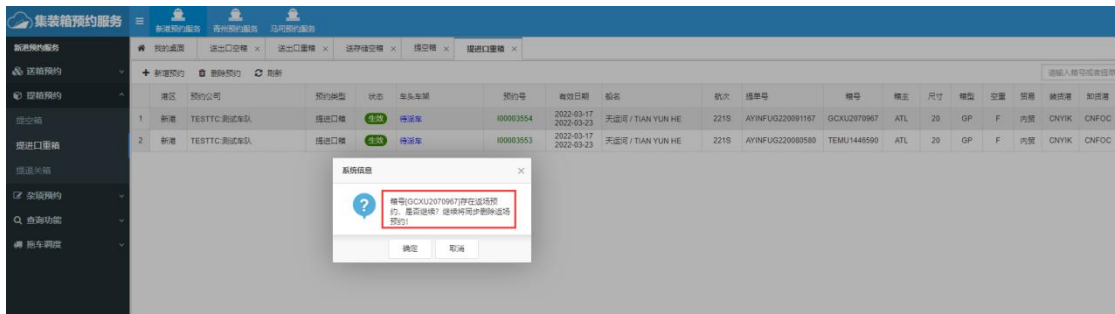 集装箱预约服务
新港预约服务 青州预约服务 马河预约服务
新港预约服务
我的桌面 送出口空箱 × 送出口重箱 × 送存储空箱 × 提空箱 × 提进口重箱 ×
送箱预约
+ 新增预约 删除预约 刷新
请输入箱号或者提单
提箱预约
港区 预约公司 预约类型 状态 车头车架 预约号 有效日期 船名 航次 提单号 箱号 箱主 尺寸 箱型 空重 贸易 装货港 卸货港
提空箱
1 新港 TESTTC:测试车队 提进口箱 生效 待派车 I00003554 2022-03-17 2022-03-23 天运河 / TIAN YUN HE 221S AYINFUG220091167 GCXU2070967 ATL 20 GP F 内贸 CNYIK CNFOC
提进口重箱
2 新港 TESTTC:测试车队 提进口箱 生效 待派车 I00003553 2022-03-17 2022-03-23 天运河 / TIAN YUN HE 221S AYINFUG220080580 TEMU1446590 ATL 20 GP F 内贸 CNYIK CNFOC
提退关箱
杂项预约
查询功能
拖车调度
系统信息 ×
箱号[GCXU2070967]存在返场预
约，是否继续？继续将同步删除返场
预约!
确定 取消